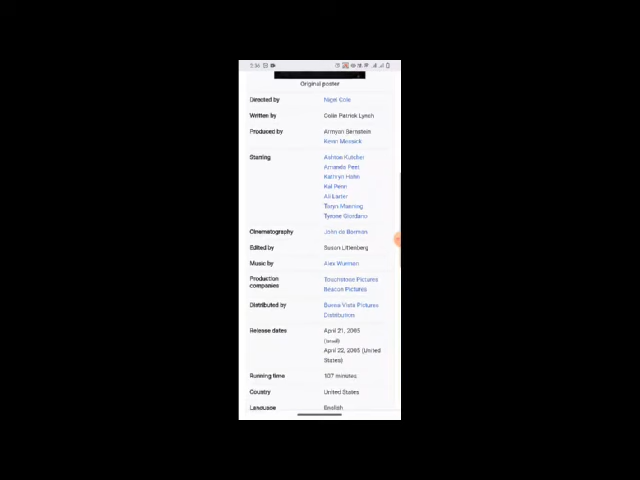 2:56
Original poster
Directed by Nigel Cole
Written by Colin Patrick Lynch
Produced by Armyan Bernstein
Kevin Messick
Starring Ashton Kutcher
Amanda Peet
Kathryn Hahn
Kal Penn
Ali Larter
Taryn Manning
Tyrone Giordano
Cinematography John de Borman
Edited by Susan Littenberg
Music by Alex Wurman
Production Touchstone Pictures
companies Beacon Pictures
Distributed by Buena Vista Pictures
Distribution
Release dates April 21, 2005
April 22, 2005 (United
States)
Running time 107 minutes
Country United States
Language English